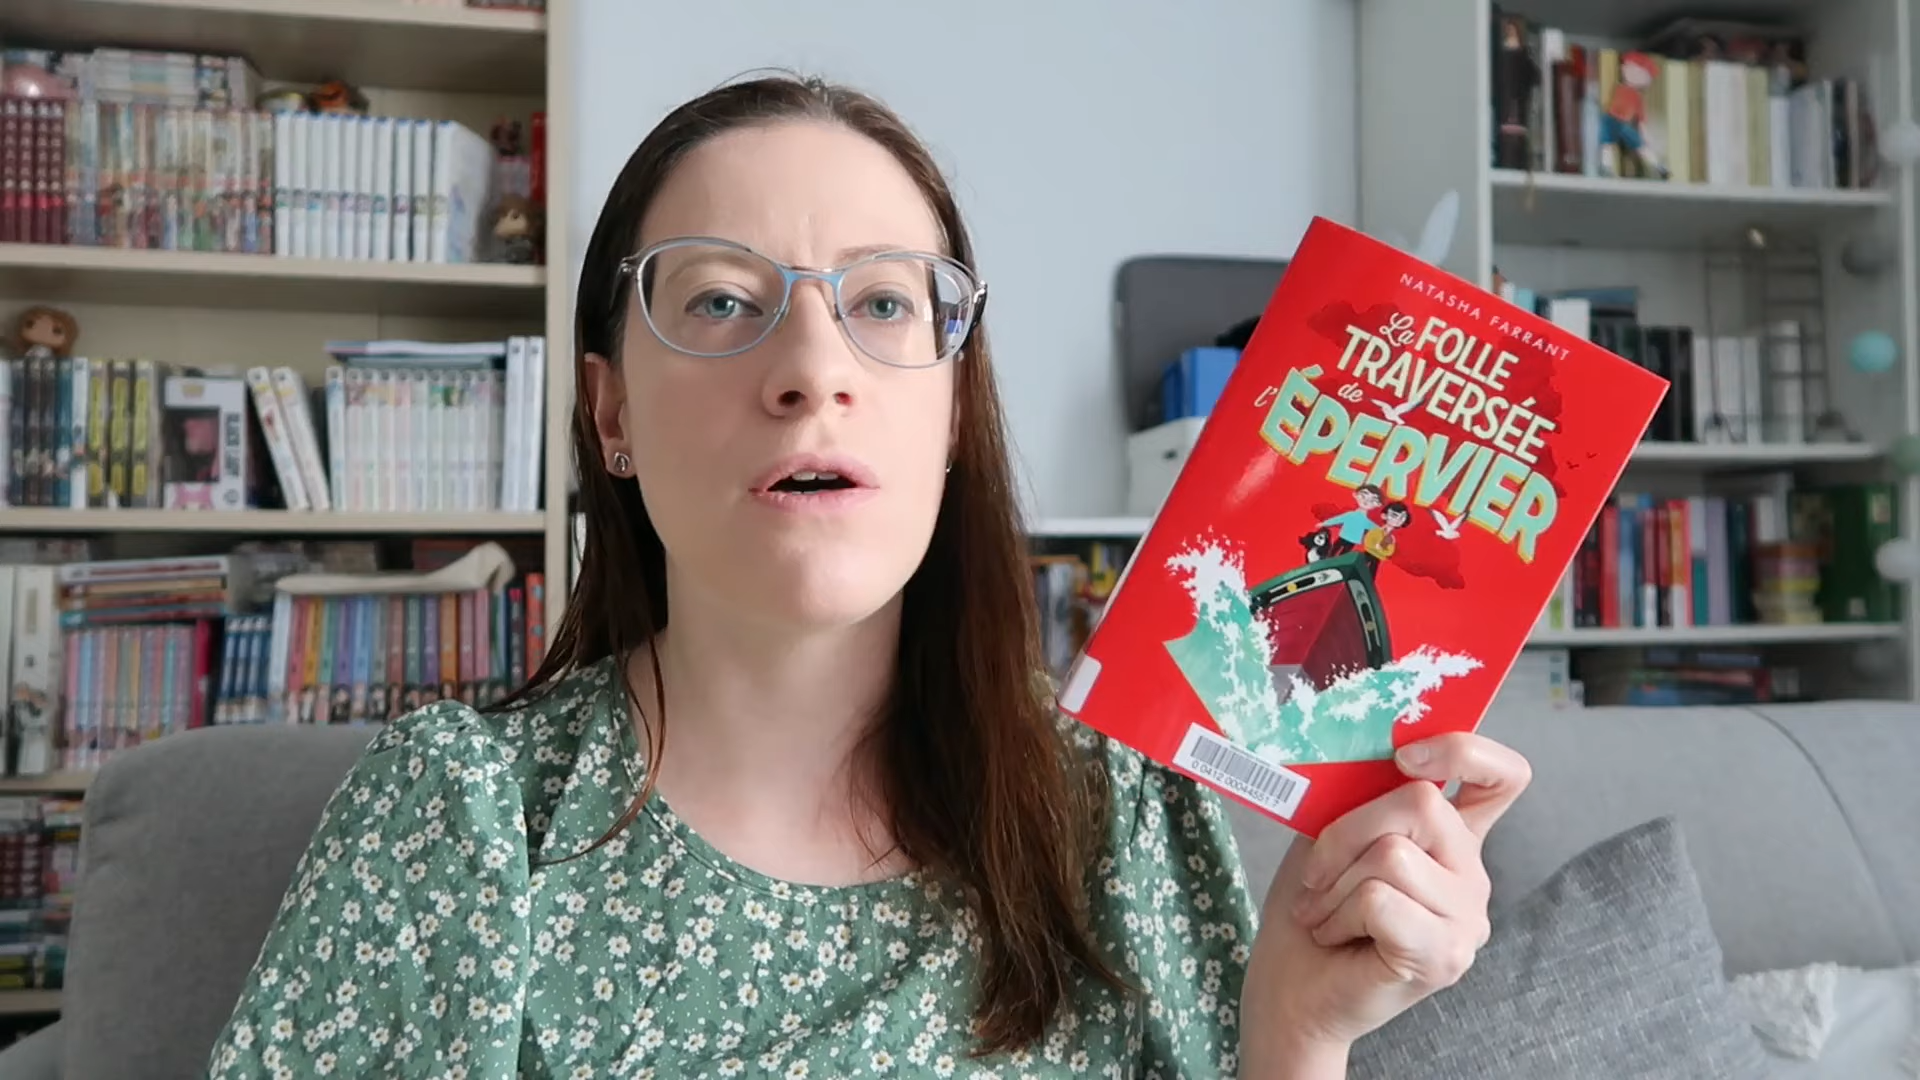 NATASHA FARRANT
La FOLLE
TRAVERSÉE
de
l'ÉPERVIER
0 0412 00044551 7